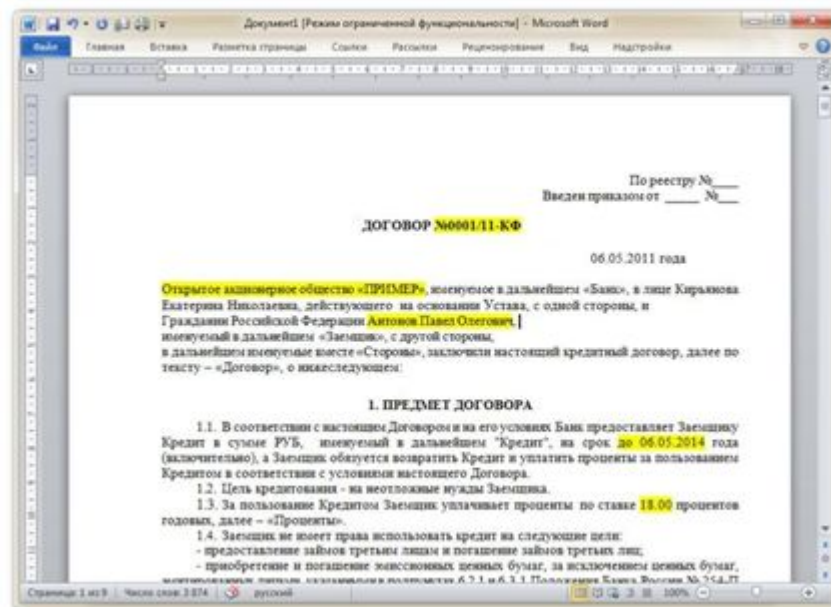 Документ1 [Режим ограниченной функциональности] - Microsoft Word
Файл Главная Вставка Разметка страницы Ссылки Рассылки Рецензирование Вид Надстройки
По реестру №____
Введен приказом от _____ №___
ДОГОВОР №0001/11-КФ
06.05.2011 года
Открытое акционерное общество «ПРИМЕР», именуемое в дальнейшем «Банк», в лице Кирьянова
Екатерина Николаевна, действующего на основании Устава, с одной стороны, и
Гражданин Российской Федерации Антонов Павел Олегович,
именуемый в дальнейшем «Заемщик», с другой стороны,
в дальнейшем именуемые вместе «Стороны», заключили настоящий кредитный договор, далее по
тексту – «Договор», о нижеследующем:
1. ПРЕДМЕТ ДОГОВОРА
1.1. В соответствии с настоящим Договором и на его условиях Банк предоставляет Заемщику
Кредит в сумме РУБ, именуемый в дальнейшем "Кредит", на срок до 06.05.2014 года
(включительно), а Заемщик обязуется возвратить Кредит и уплатить проценты за пользованием
Кредитом в соответствии с условиями настоящего Договора.
1.2. Цель кредитования - на неотложные нужды Заемщика.
1.3. За пользование Кредитом Заемщик уплачивает проценты по ставке 18.00 процентов
годовых, далее – «Проценты».
1.4. Заемщик не имеет права использовать кредит на следующие цели:
- предоставление займов третьим лицам и погашение займов третьих лиц;
- приобретение и погашение эмиссионных ценных бумаг, за исключением ценных бумаг,
Страница: 1 из 9 Число слов: 3 874 русский 100%